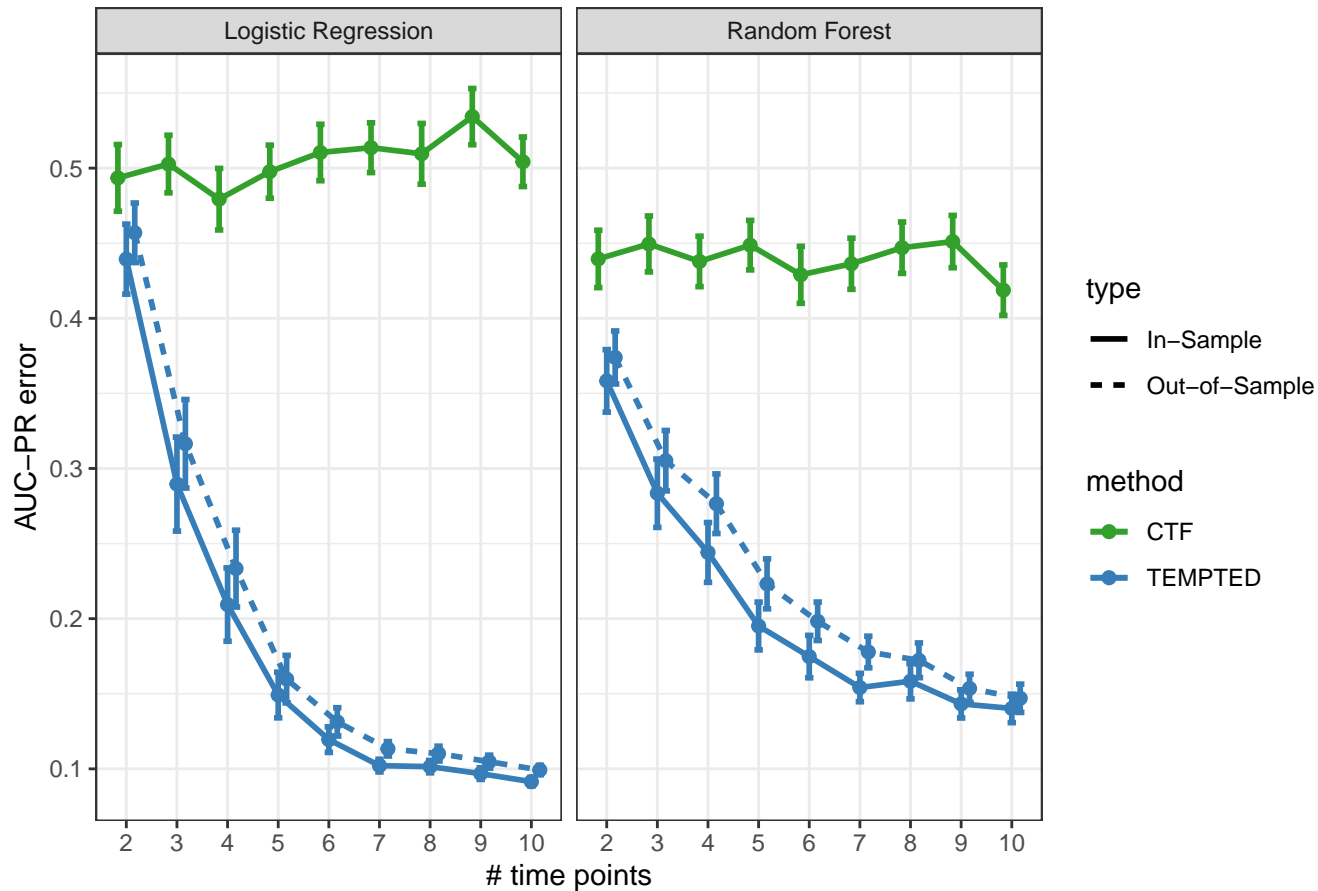 Logistic Regression
Random Forest
AUC−PR error
0.5
0.4
0.3
0.2
0.1
2 3 4 5 6 7 8 9 10
2 3 4 5 6 7 8 9 10
# time points
type
In−Sample
Out−of−Sample
method
CTF
TEMPTED